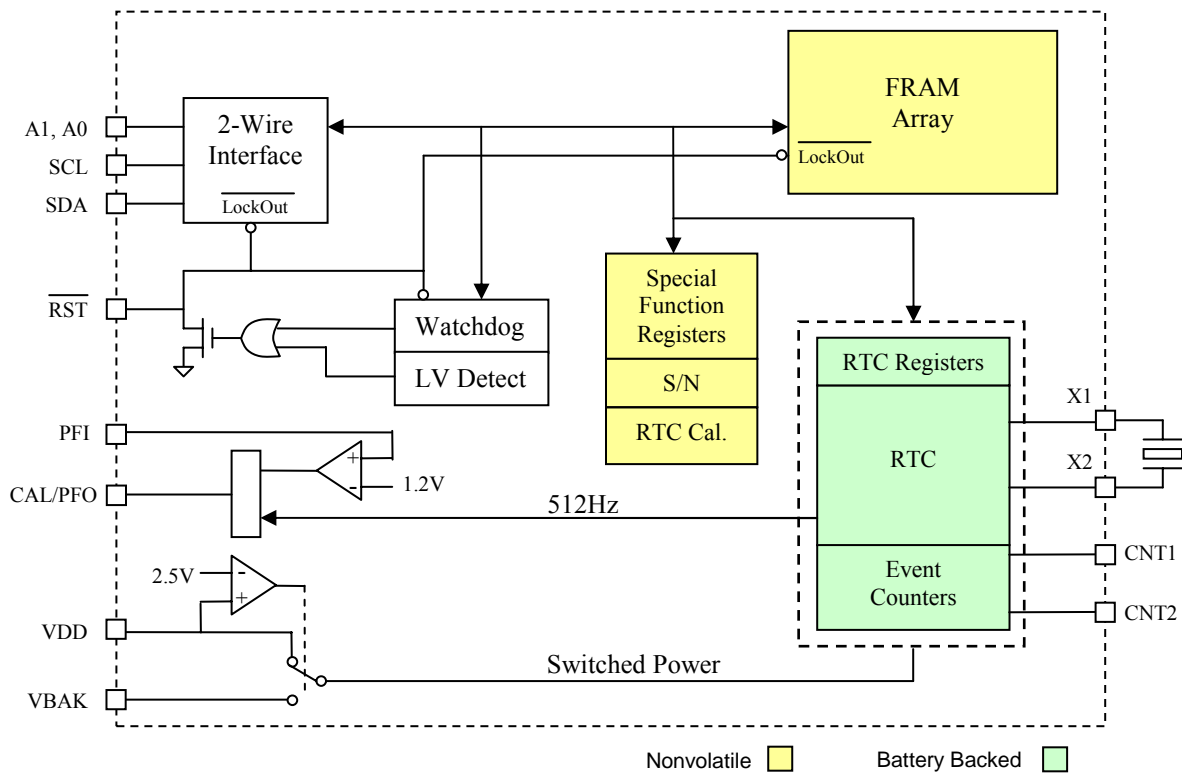 FRAM
Array
LockOut
A1, A0
SCL
SDA
2-Wire
Interface
LockOut
RST
Watchdog
LV Detect
Special
Function
Registers
S/N
RTC Cal.
RTC Registers
RTC
Event
Counters
X1
X2
CNT1
CNT2
PFI
+
-
1.2V
CAL/PFO
512Hz
2.5V
-
+
VDD
VBAK
Switched Power
Nonvolatile
Battery Backed